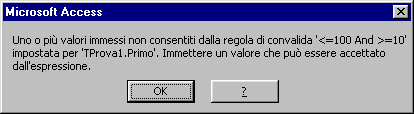 Microsoft Access
Uno o più valori immessi non consentiti dalla regola di convalida '<=100 And >=10'
impostata per 'TProva1.Primo'. Immettere un valore che può essere accettato
dall'espressione.
OK
?